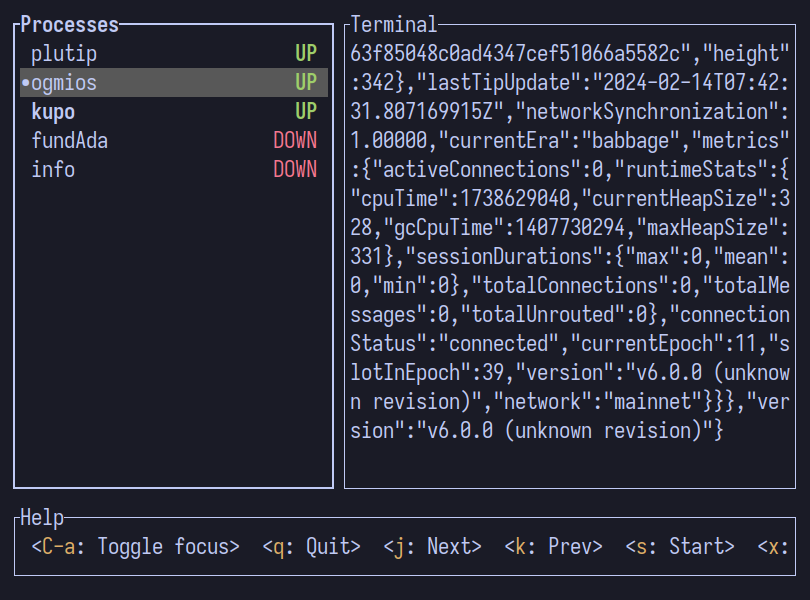 Processes
plutip UP
•ogmios UP
kupo UP
fundAda DOWN
info DOWN
Terminal
63f85048c0ad4347cef51066a5582c","height"
:342},"lastTipUpdate":"2024-02-14T07:42:
31.807169915Z","networkSynchronization":
1.00000,"currentEra":"babbage","metrics"
:{"activeConnections":0,"runtimeStats":{
"cpuTime":1738629040,"currentHeapSize":3
28,"gcCpuTime":1407730294,"maxHeapSize":
331},"sessionDurations":{"max":0,"mean":
0,"min":0},"totalConnections":0,"totalMe
ssages":0,"totalUnrouted":0},"connection
Status":"connected","currentEpoch":11,"s
lotInEpoch":39,"version":"v6.0.0 (unknow
n revision)","network":"mainnet"}}},"ver
sion":"v6.0.0 (unknown revision)"}
Help
<C-a: Toggle focus> <q: Quit> <j: Next> <k: Prev> <s: Start> <x: